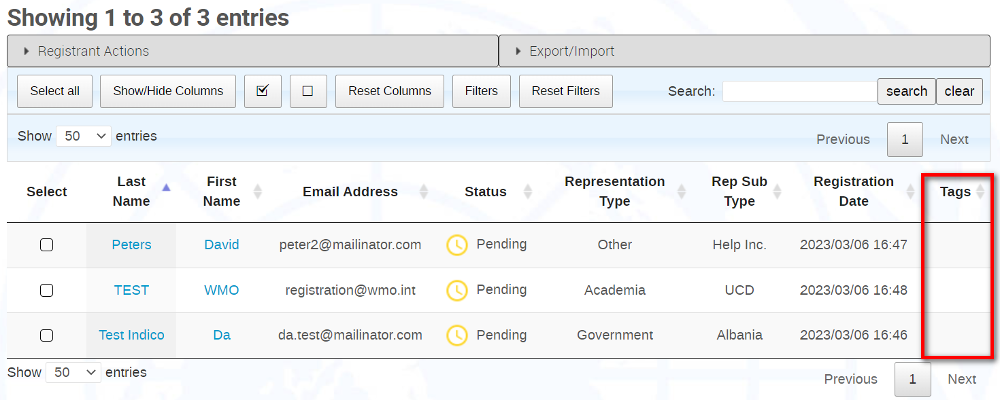 Showing 1 to 3 of 3 entries
Registrant Actions Export/Import
Select all Show/Hide Columns Reset Columns Filters Reset Filters Search: search clear
Show 50 entries Previous 1 Next
Select Last Name First Name Email Address Status Representation Type Rep Sub Type Registration Date Tags
Peters David peter2@mailinator.com Pending Other Help Inc. 2023/03/06 16:47
TEST WMO registration@wmo.int Pending Academia UCD 2023/03/06 16:48
Test Indico Da da.test@mailinator.com Pending Government Albania 2023/03/06 16:46
Show 50 entries Previous 1 Next